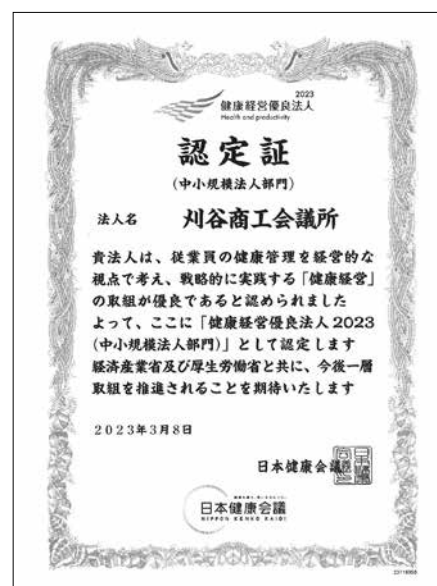 2023
健康経営優良法人
Health and productivity
認定証
(中小規模法人部門)
法人名 刈谷商工会議所
貴法人は、従業員の健康管理を経営的な
視点で考え、戦略的に実践する「健康経営」
の取組が優良であると認められました
よって、ここに「健康経営優良法人2023
(中小規模法人部門)」として認定します
経済産業省及び厚生労働省と共に、今後一層
取組を推進されることを期待いたします
2023年3月8日
日本健康会議
日本健康会議
NIPPON KENKO KAIGI